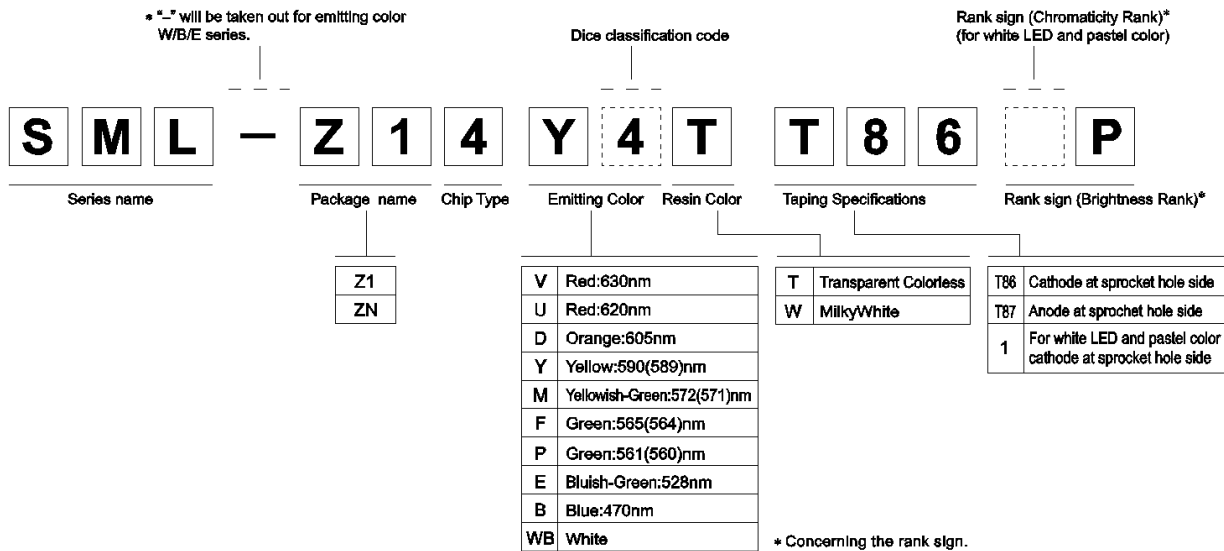 * "–" will be taken out for emitting color
W/B/E series.
Dice classification code
Rank sign (Chromaticity Rank)*
(for white LED and pastel color)
S M L – Z 1 4 Y 4 T T 8 6 P
Series name
Package name
Chip Type
Emitting Color
Resin Color
Taping Specifications
Rank sign (Brightness Rank)*
Z1
ZN
V Red:630nm
U Red:620nm
D Orange:605nm
Y Yellow:590(589)nm
M Yellowish-Green:572(571)nm
F Green:565(564)nm
P Green:561(560)nm
E Bluish-Green:528nm
B Blue:470nm
WB White
T Transparent Colorless
W MilkyWhite
T86 Cathode at sprocket hole side
T87 Anode at sprochet hole side
1 For white LED and pastel color
cathode at sprocket hole side
* Concerning the rank sign.